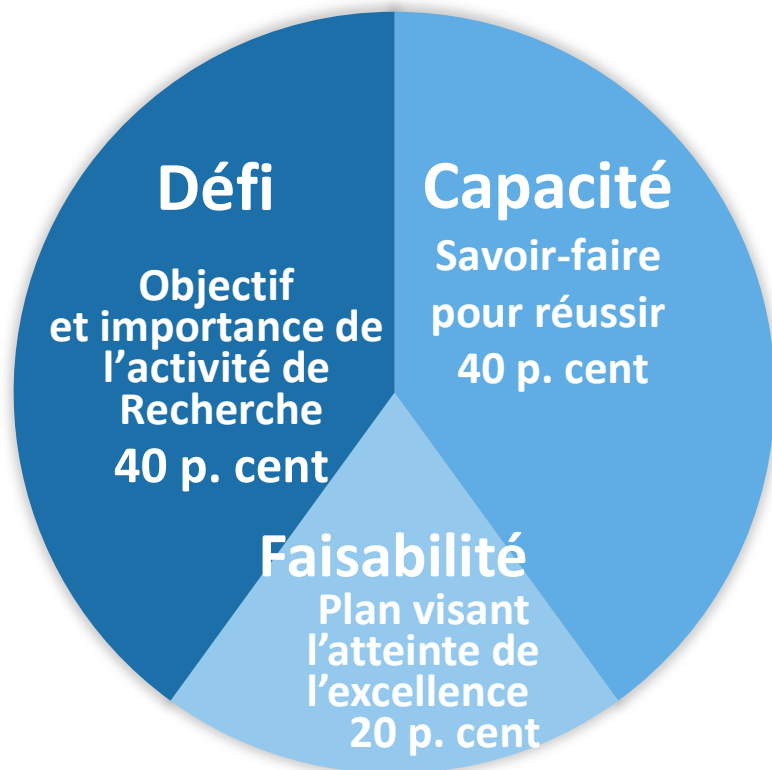 Défi
Objectif
et importance de
l’activité de
Recherche
40 p. cent
Capacité
Savoir-faire
pour réussir
40 p. cent
Faisabilité
Plan visant
l’atteinte de
l’excellence
20 p. cent